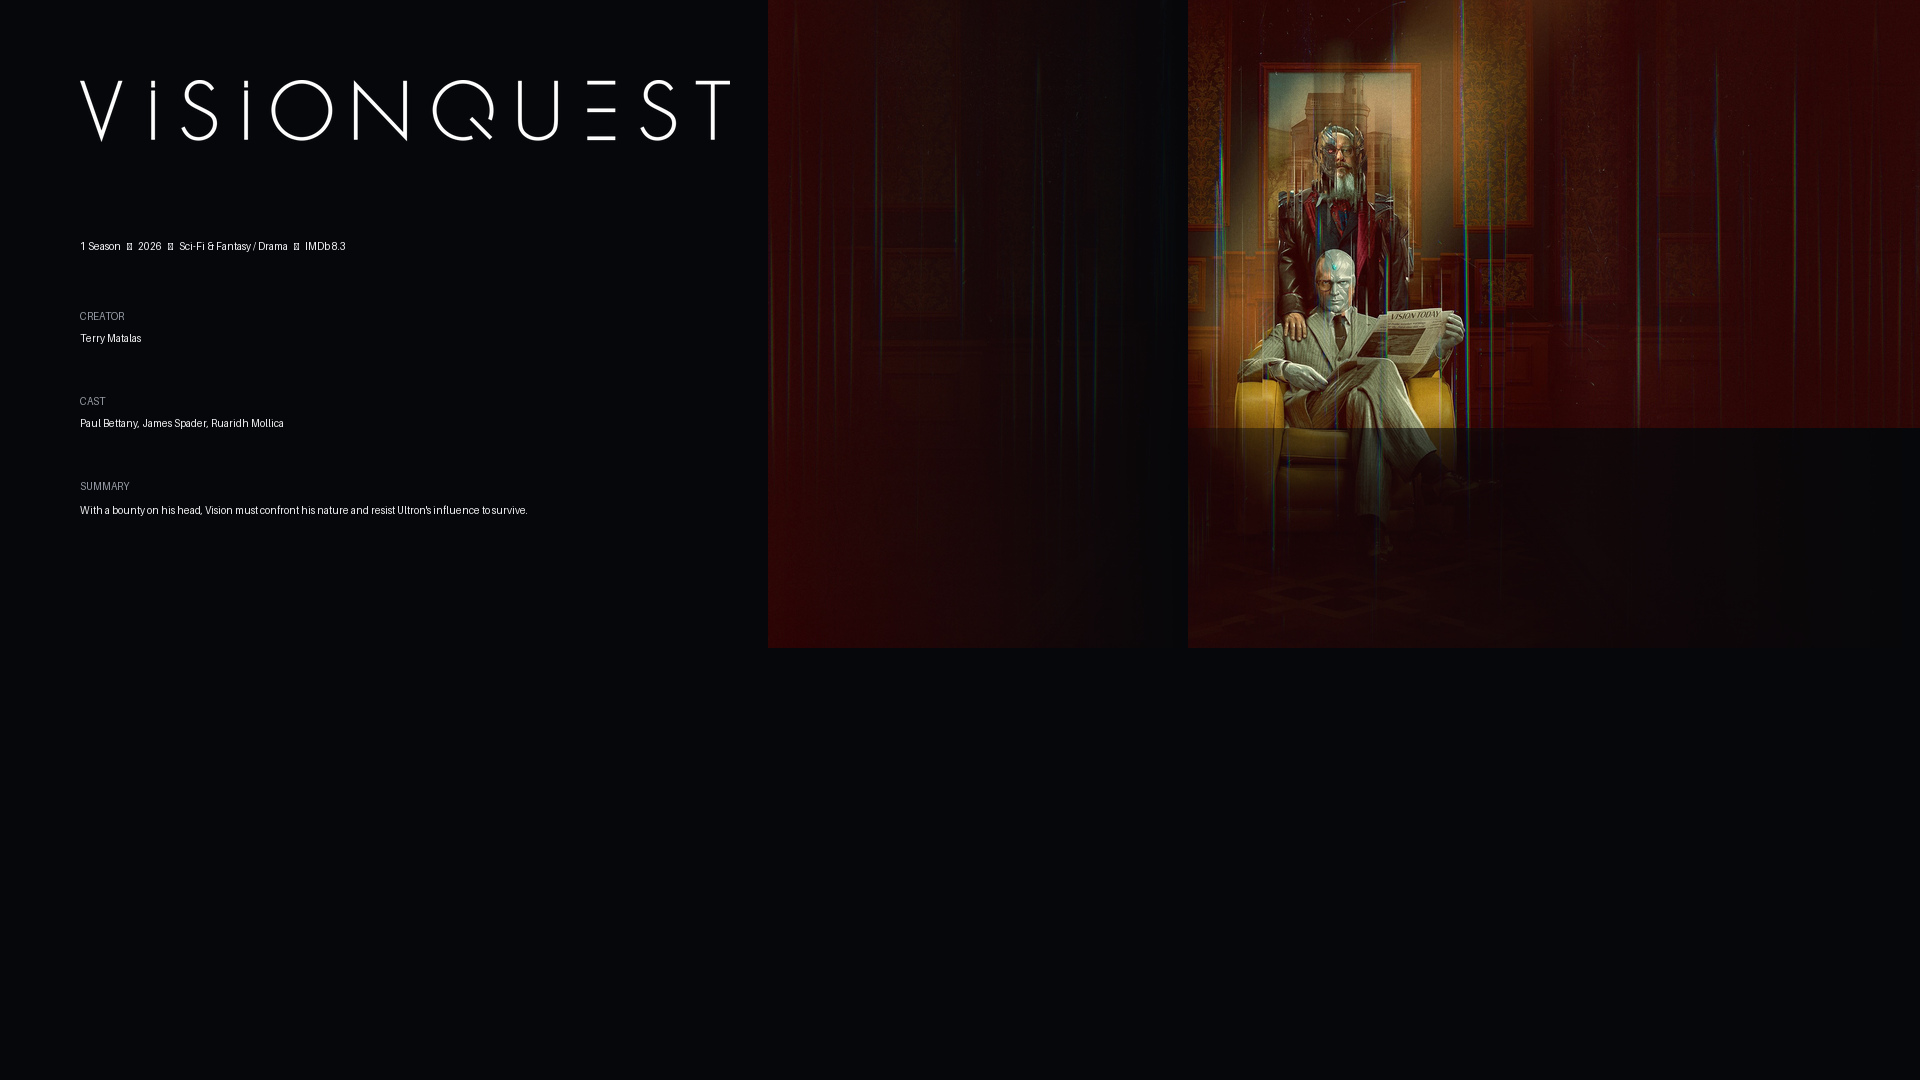 VISIONQUEST
1 Season 2026 Sci-Fi & Fantasy / Drama IMDb 8.3
CREATOR
Terry Matalas
CAST
Paul Bettany, James Spader, Ruaridh Mollica
SUMMARY
With a bounty on his head, Vision must confront his nature and resist Ultron's influence to survive.
VISION TODAY